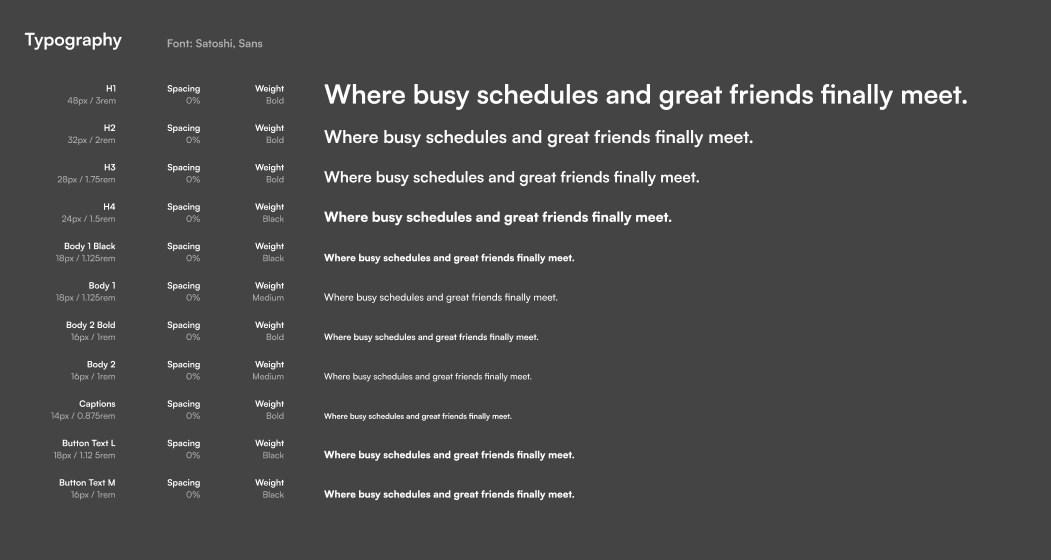 Typography
Font: Satoshi, Sans
H1 Spacing Weight
48px / 3rem 0% Bold
Where busy schedules and great friends finally meet.
H2 Spacing Weight
32px / 2rem 0% Bold
Where busy schedules and great friends finally meet.
H3 Spacing Weight
28px / 1.75rem 0% Bold
Where busy schedules and great friends finally meet.
H4 Spacing Weight
24px / 1.5rem 0% Black
Where busy schedules and great friends finally meet.
Body 1 Black Spacing Weight
18px / 1.125rem 0% Black
Where busy schedules and great friends finally meet.
Body 1 Spacing Weight
18px / 1.125rem 0% Medium
Where busy schedules and great friends finally meet.
Body 2 Bold Spacing Weight
16px / 1rem 0% Bold
Where busy schedules and great friends finally meet.
Body 2 Spacing Weight
16px / 1rem 0% Medium
Where busy schedules and great friends finally meet.
Captions Spacing Weight
14px / 0.875rem 0% Bold
Where busy schedules and great friends finally meet.
Button Text L Spacing Weight
18px / 1.12 5rem 0% Black
Where busy schedules and great friends finally meet.
Button Text M Spacing Weight
16px / 1rem 0% Black
Where busy schedules and great friends finally meet.